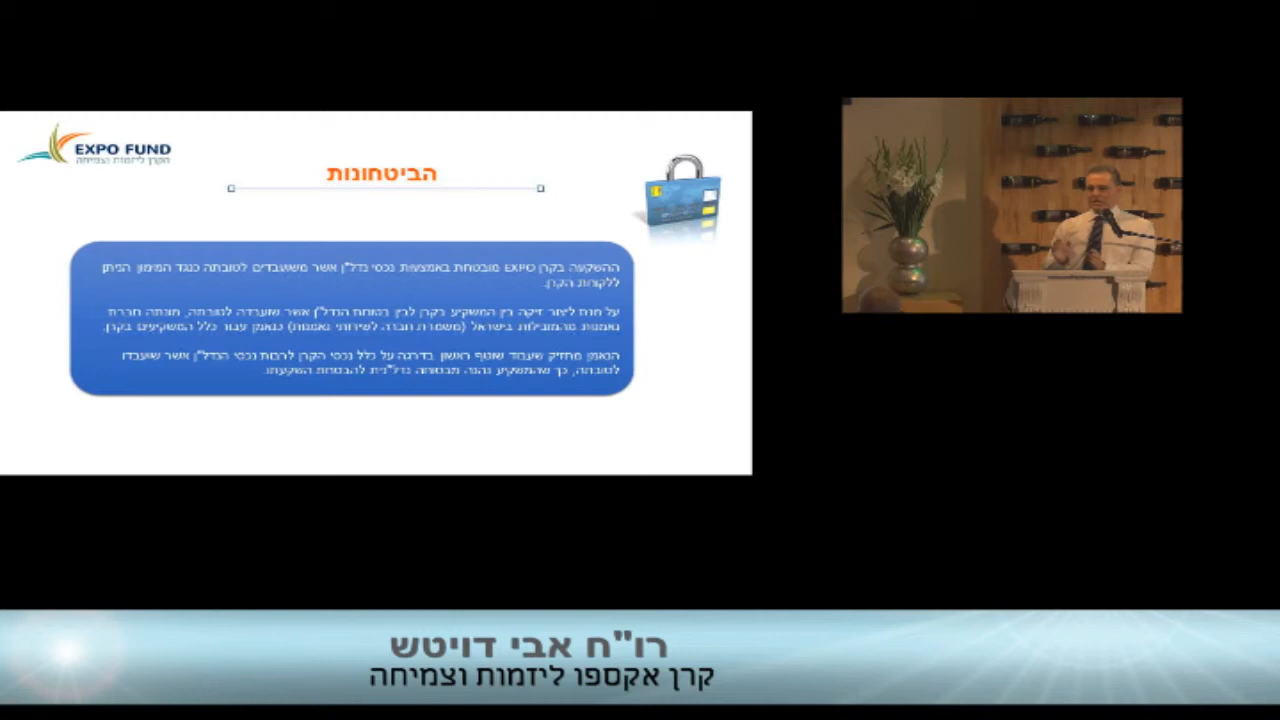 EXPO FUND
הקרן ליזמות וצמיחה
הביטחונות
ההשקעה בקרן EXPO מובטחת באמצעות נכסי נדל"ן אשר משועבדים לטובתה כנגד המימון הניתן
ללקוחות הקרן.
על מנת ליצור זיקה בין המשקיע בקרן לבין בטוחת הנדל"ן אשר שועבדה לטובתה, מונתה חברת
נאמנות מהמובילות בישראל (משמרת חברה לשירותי נאמנות) כנאמן עבור כלל המשקיעים בקרן.
הנאמן מחזיק שעבוד שוטף ראשון בדרגה על כלל נכסי הקרן לרבות נכסי הנדל"ן אשר שועבדו
לטובתה, כך שהמשקיע נהנה מבטוחה נדל"נית להבטחת השקעתו.
רו"ח אבי דויטש
קרן אקספו ליזמות וצמיחה